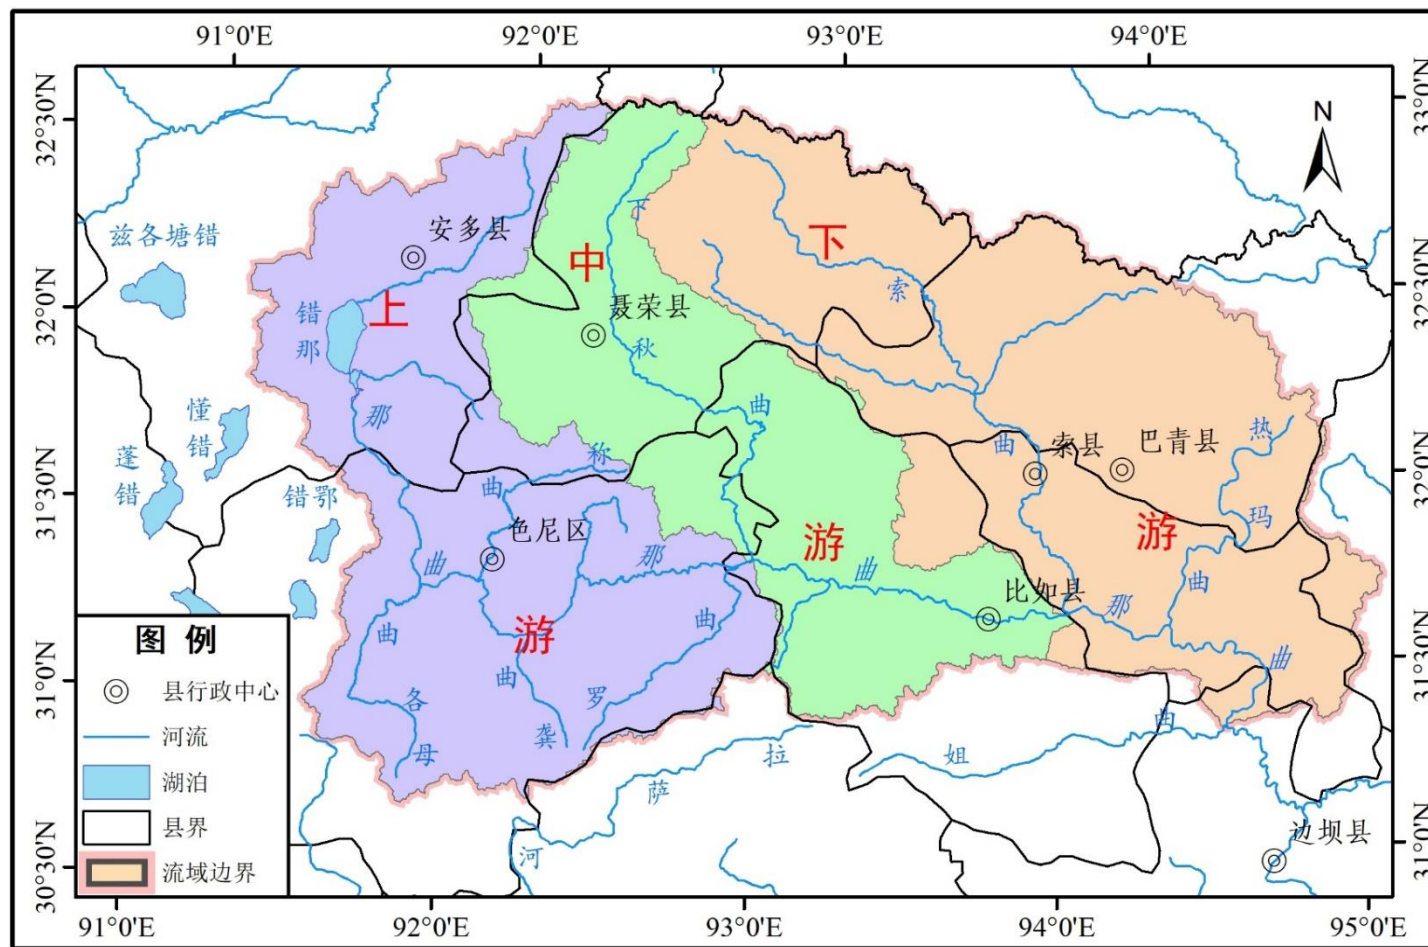 91°0'E 92°0'E 93°0'E 94°0'E
32°30'N
32°0'N
31°30'N
31°0'N
30°30'N
33°0'N
32°30'N
32°0'N
31°30'N
31°0'N
N
兹各塘错
安多县
上
中
下
下
秋
曲
索
曲
错那
聂荣县
那
曲
懂错
蓬错
错鄂
称
曲
色尼区
那
曲
索县
巴青县
热
玛
曲
游
游
游
比如县
那
曲
曲
各
母
曲
龚
曲
罗
萨
拉
姐
曲
河
边坝县
图 例
县行政中心
河流
湖泊
县界
流域边界
91°0'E 92°0'E 93°0'E 94°0'E 95°0'E